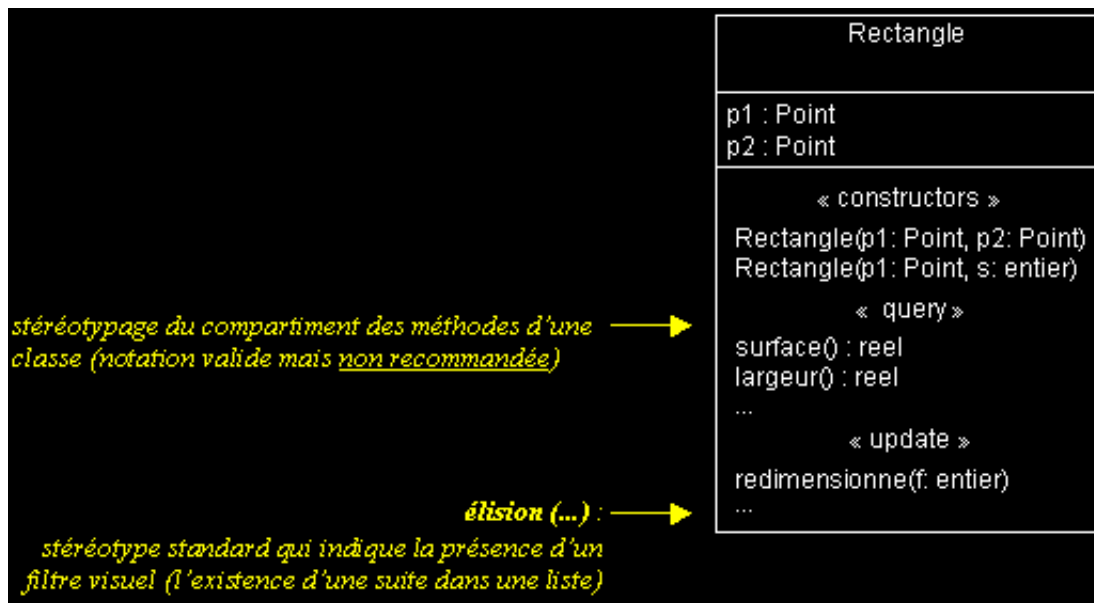 Rectangle
p1 : Point
p2 : Point
« constructors »
Rectangle(p1: Point, p2: Point)
Rectangle(p1: Point, s: entier)
« query »
surface() : reel
largeur() : reel
...
« update »
redimensionne(f: entier)
...
stéréotypage du compartiment des méthodes d'une
classe (notation valide mais non recommandée)
élision (...) :
stéréotype standard qui indique la présence d'un
filtre visuel (l'existence d'une suite dans une liste)